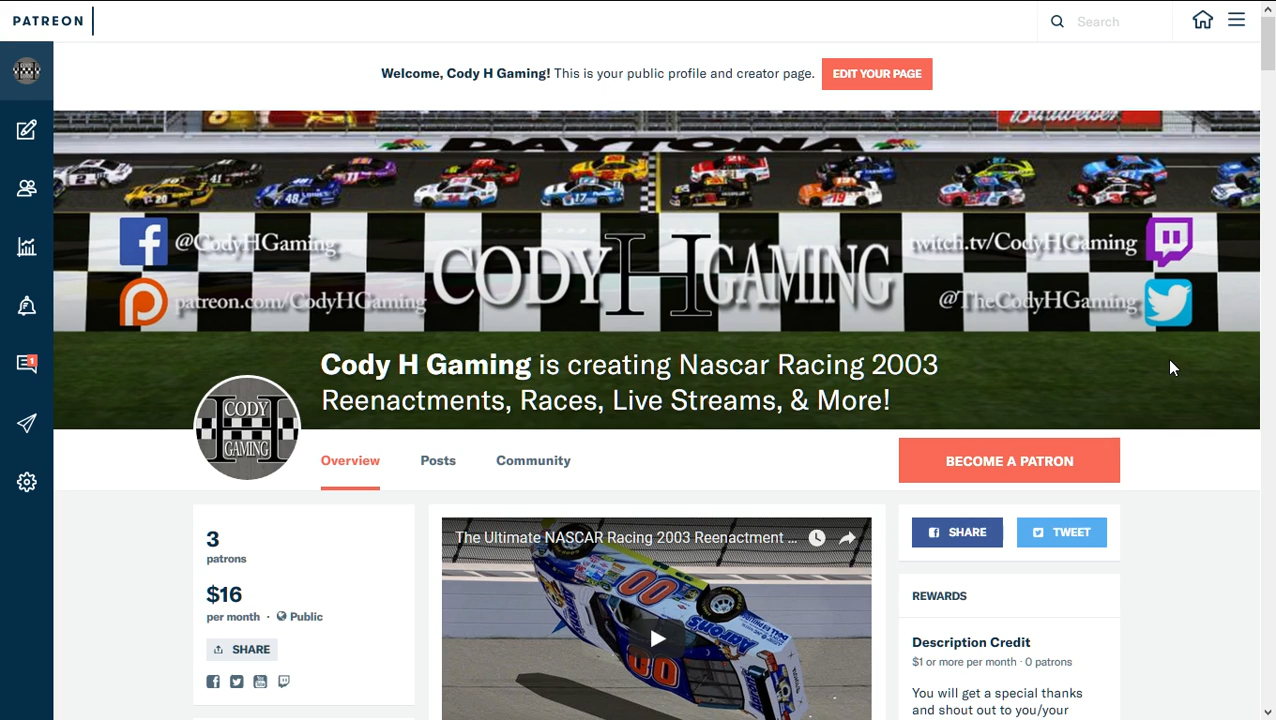 PATREON
Search
Welcome, Cody H Gaming! This is your public profile and creator page.
EDIT YOUR PAGE
Budweiser
DAYTONA
@CodyHGaming
patreon.com/CodyHGaming
CODY H GAMING
twitch.tv/CodyHGaming
@TheCodyHGaming
Cody H Gaming is creating Nascar Racing 2003
Reenactments, Races, Live Streams, & More!
CODY
H
GAMING
Overview
Posts
Community
BECOME A PATRON
3
patrons
$16
per month · Public
SHARE
The Ultimate NASCAR Racing 2003 Reenactment ...
00
Aaron's
00
SHARE
TWEET
REWARDS
Description Credit
$1 or more per month · 0 patrons
You will get a special thanks
and shout out to you/your